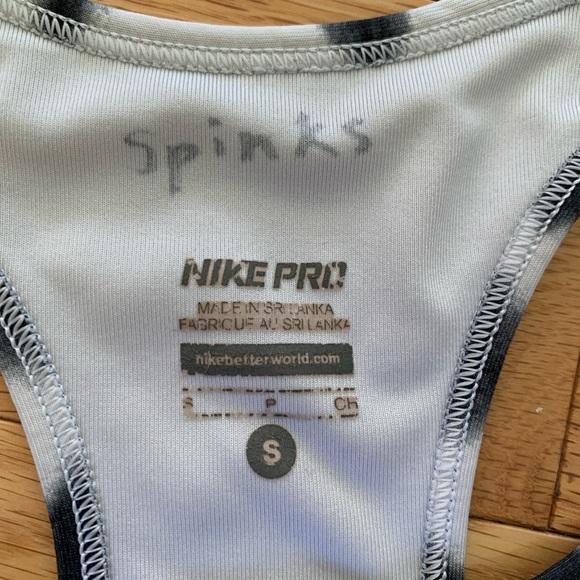 Spinks
NIKE PRO
MADE IN SRI LANKA
FABRIQUE AU SRI LANKA
nikebetterworld.com
S P CH
S